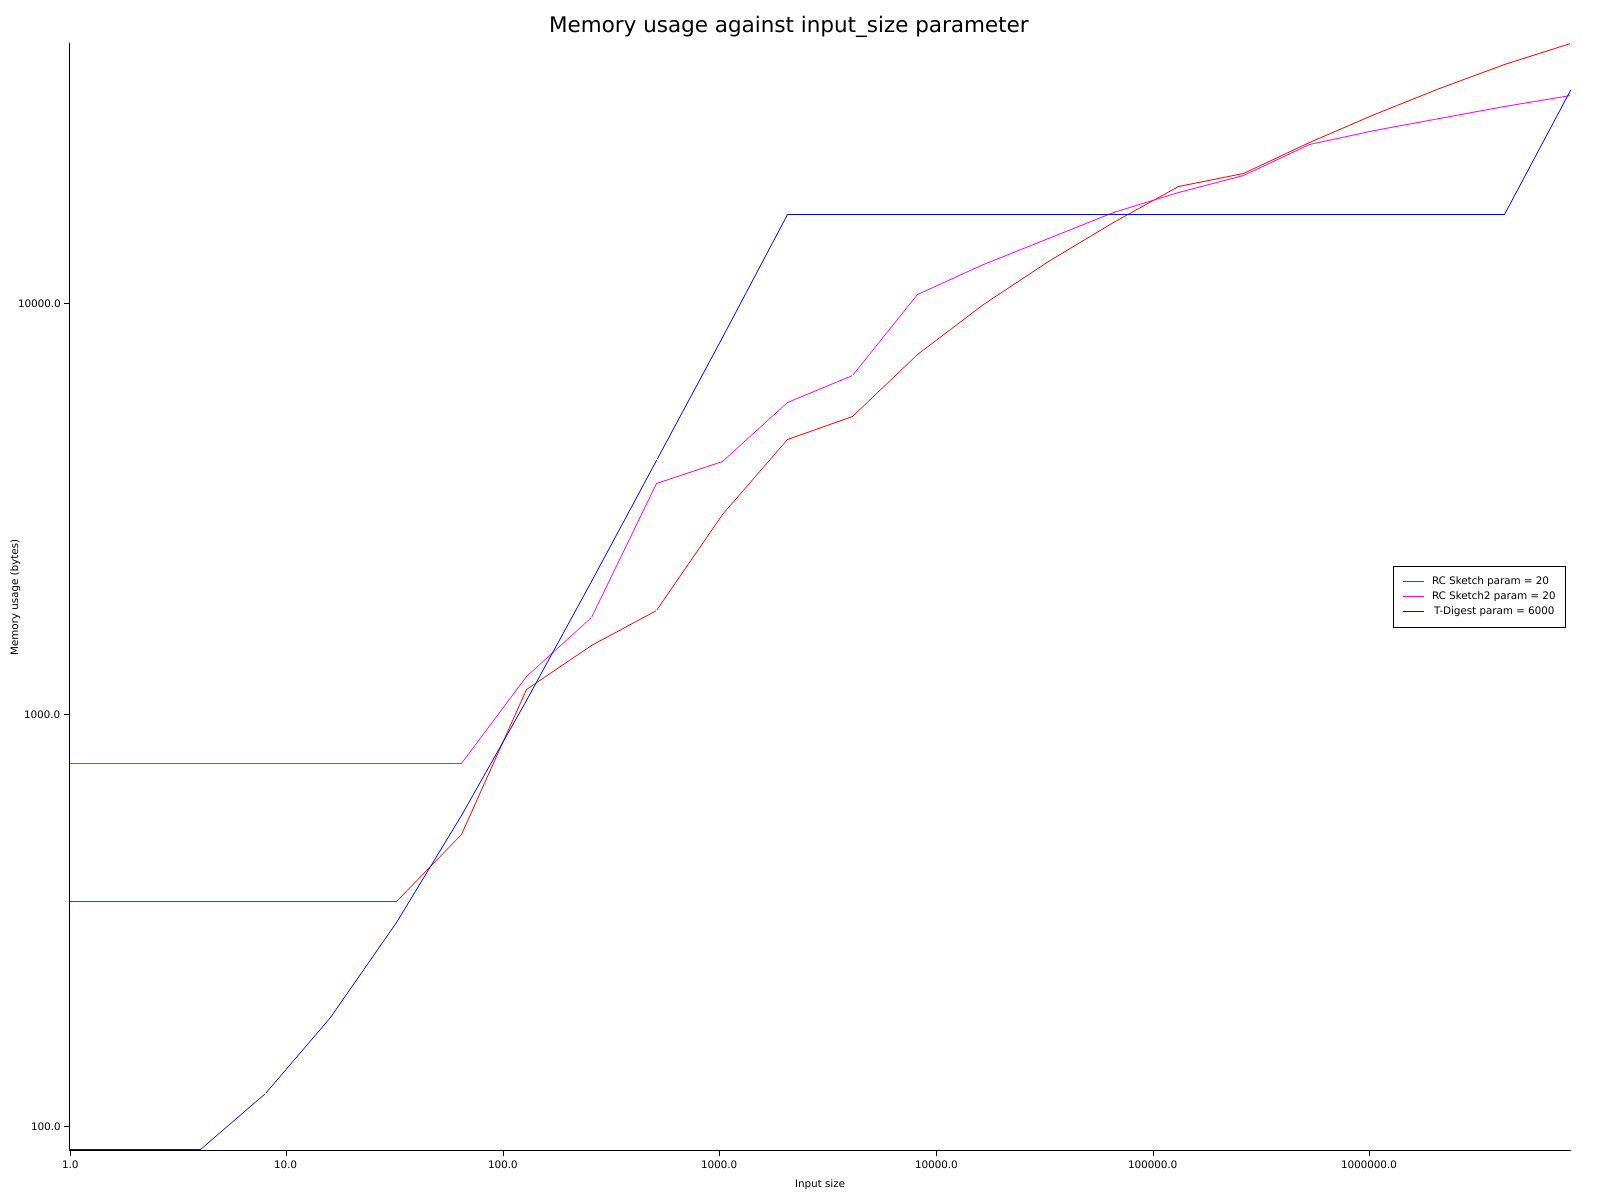 Memory usage against input_size parameter
10000.0
Memory usage (bytes)
RC Sketch param = 20
RC Sketch2 param = 20
T-Digest param = 6000
1000.0
100.0
1.0 10.0 100.0 1000.0 10000.0 100000.0 1000000.0
Input size